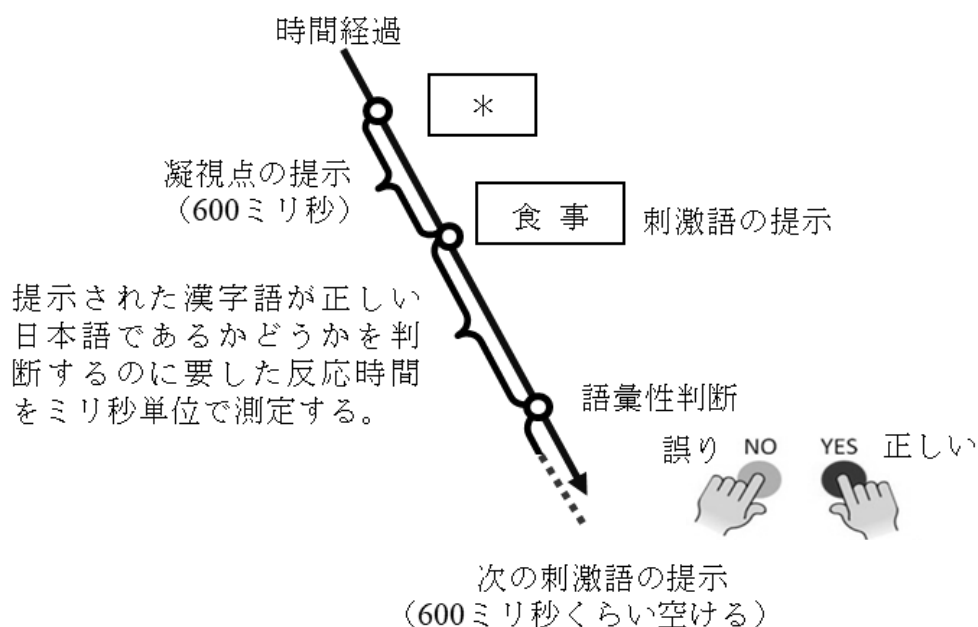 時間経過
＊
凝視点の提示
（600ミリ秒）
食 事
刺激語の提示
提示された漢字語が正しい
日本語であるかどうかを判
断するのに要した反応時間
をミリ秒単位で測定する。
語彙性判断
誤り NO YES 正しい
次の刺激語の提示
（600ミリ秒くらい空ける）